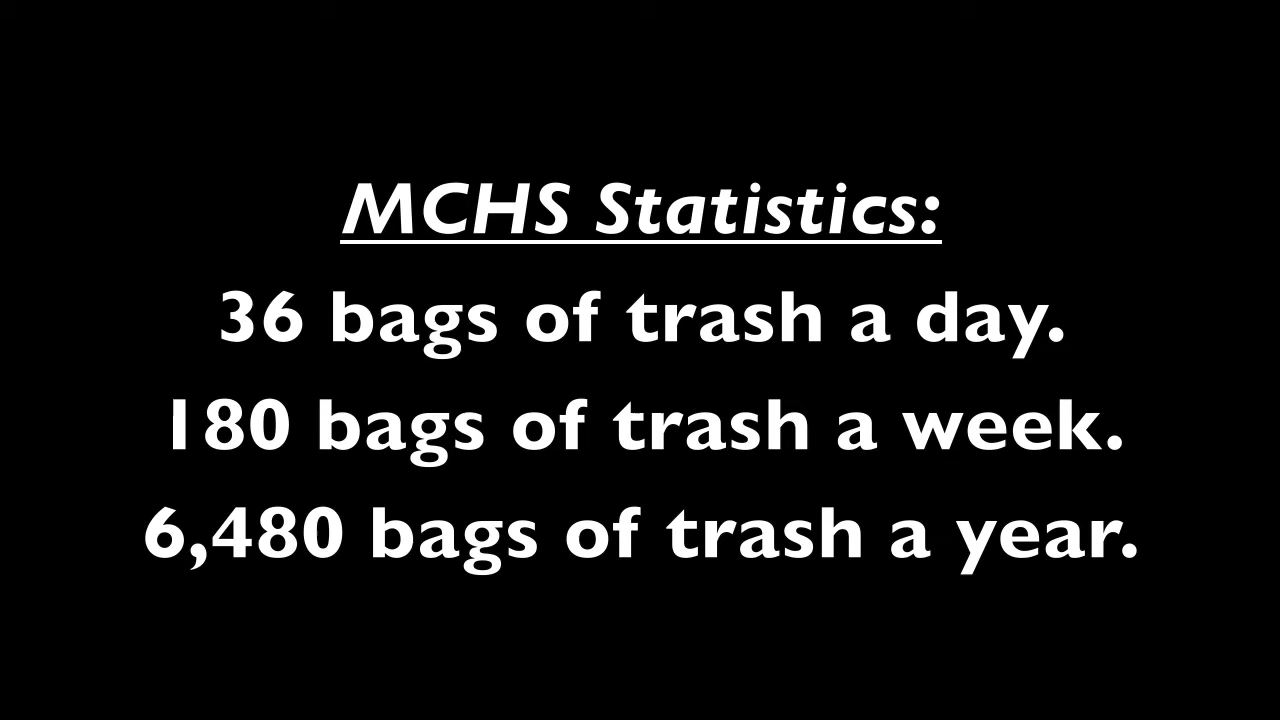 MCHS Statistics:
36 bags of trash a day.
180 bags of trash a week.
6,480 bags of trash a year.